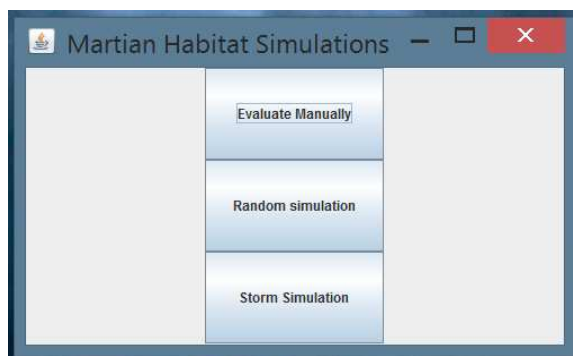 Martian Habitat Simulations
Evaluate Manually
Random simulation
Storm Simulation